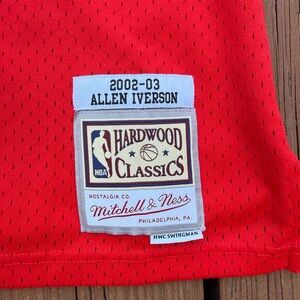 2002-03
ALLEN IVERSON
HARDWOOD
NBA
CLASSICS
NOSTALGIA CO.
Mitchell & Ness
PHILADELPHIA, PA.
HWC SWINGMAN